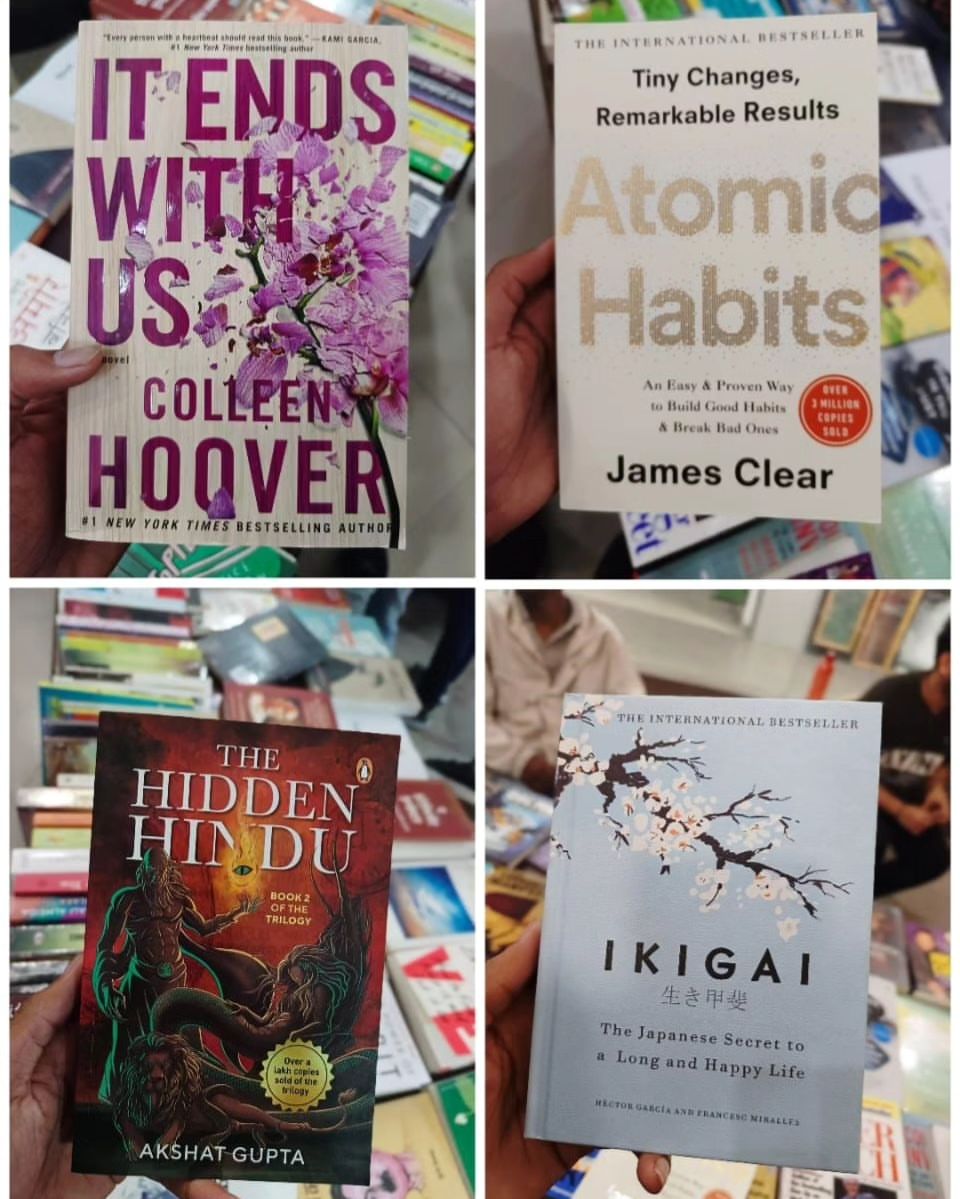 "Every person with a heartbeat should read this book." —KAMI GARCIA,
#1 New York Times bestselling author
IT ENDS
WITH
US
novel
COLLEEN
HOOVER
#1 NEW YORK TIMES BESTSELLING AUTHOR
THE INTERNATIONAL BESTSELLER
Tiny Changes,
Remarkable Results
Atomic
Habits
An Easy & Proven Way
to Build Good Habits
& Break Bad Ones
OVER
3 MILLION
COPIES
SOLD
James Clear
THE
HIDDEN
HINDU
BOOK 2
OF THE
TRILOGY
Over a
lakh copies
sold of the
trilogy
AKSHAT GUPTA
THE INTERNATIONAL BESTSELLER
IKIGAI
生き甲斐
The Japanese Secret to
a Long and Happy Life
HÉCTOR GARCÍA AND FRANCESC MIRALLES